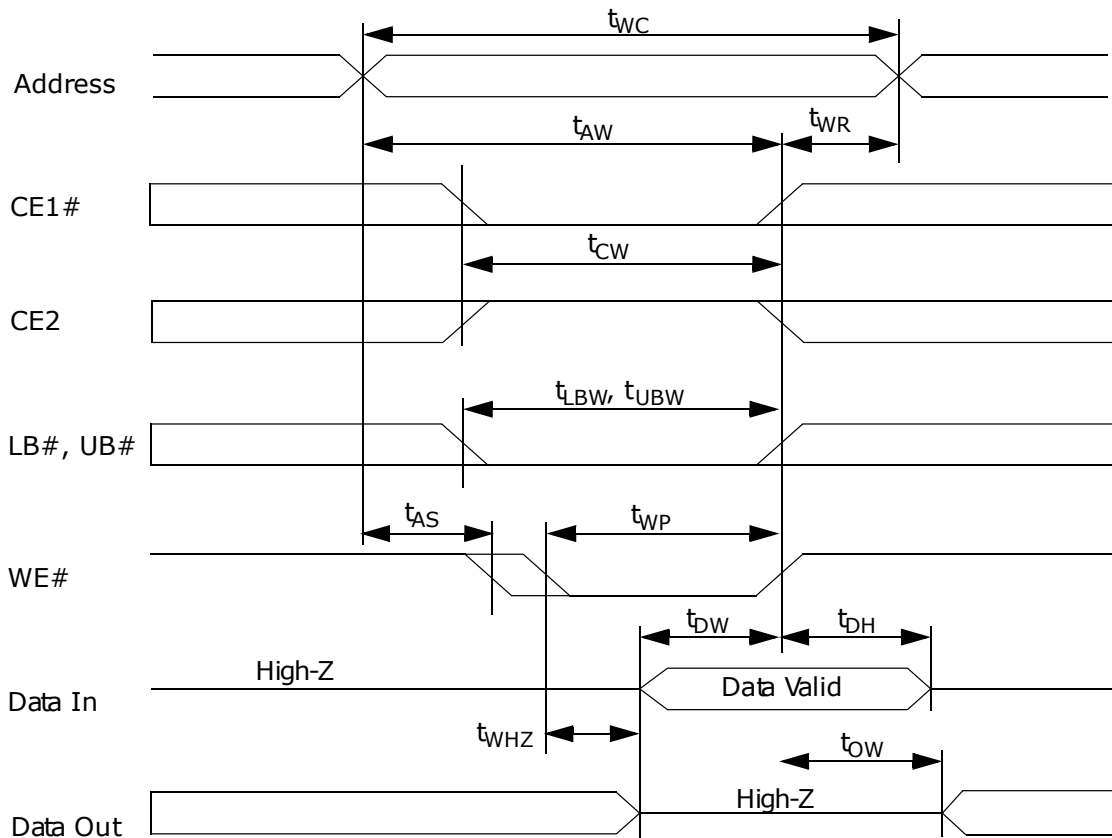 tWC
Address
tAW
tWR
CE1#
tCW
CE2
tLBW, tUBW
LB#, UB#
tAS
tWP
WE#
tDW
tDH
High-Z
Data Valid
Data In
tWHZ
tOW
High-Z
Data Out